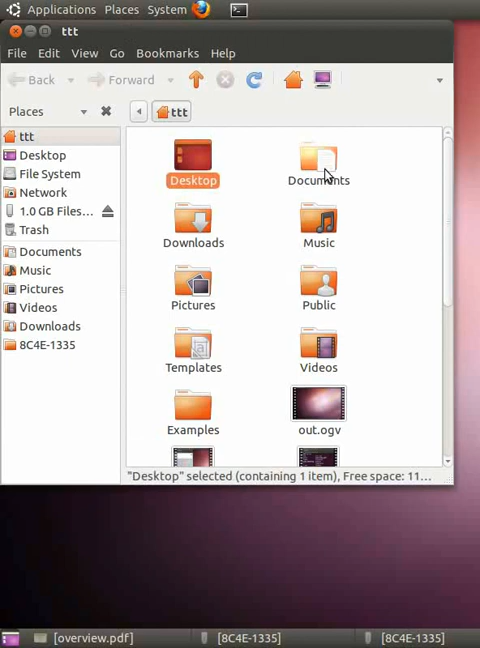 Applications Places System
ttt
File Edit View Go Bookmarks Help
Back Forward
Places ttt
ttt
Desktop
File System
Network
1.0 GB Files...
Trash
Documents
Music
Pictures
Videos
Downloads
8C4E-1335
Desktop Documents
Downloads Music
Pictures Public
Templates Videos
Examples out.ogv
"Desktop" selected (containing 1 item), Free space: 11...
[overview.pdf] [8C4E-1335] [8C4E-1335]